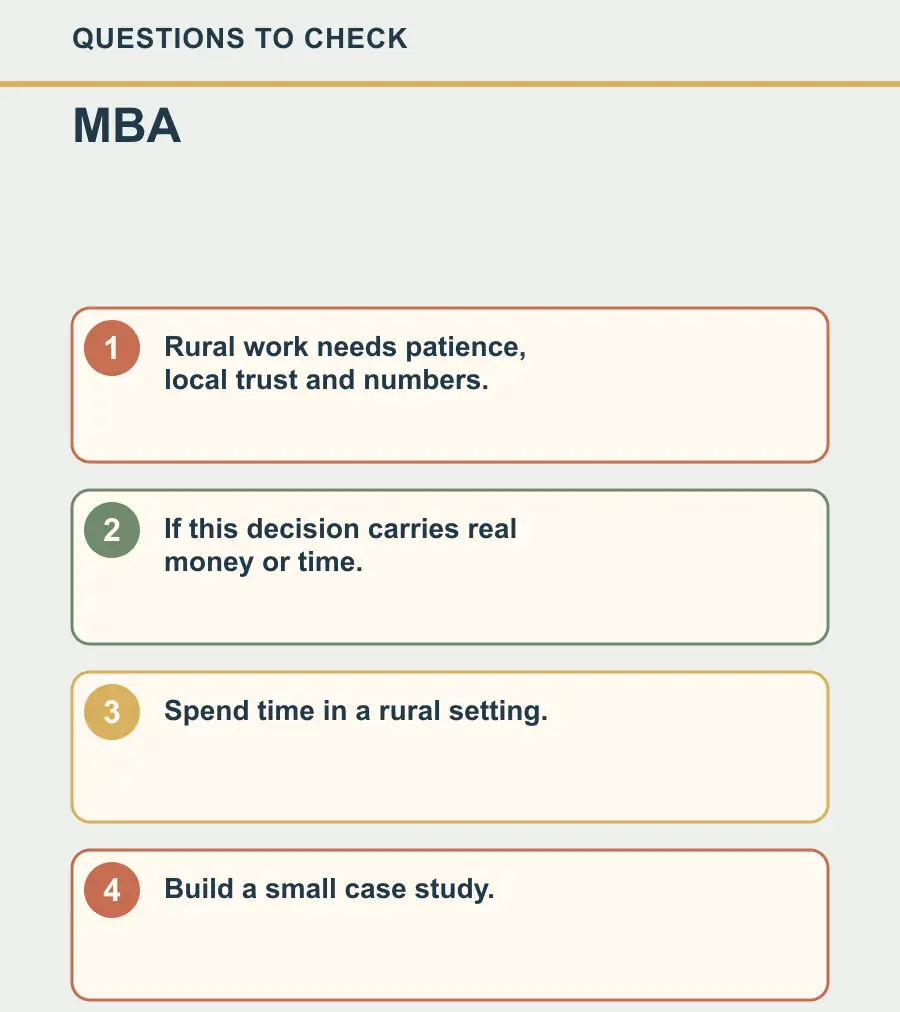 QUESTIONS TO CHECK
MBA
1
Rural work needs patience,
local trust and numbers.
2
If this decision carries real
money or time.
3
Spend time in a rural setting.
4
Build a small case study.